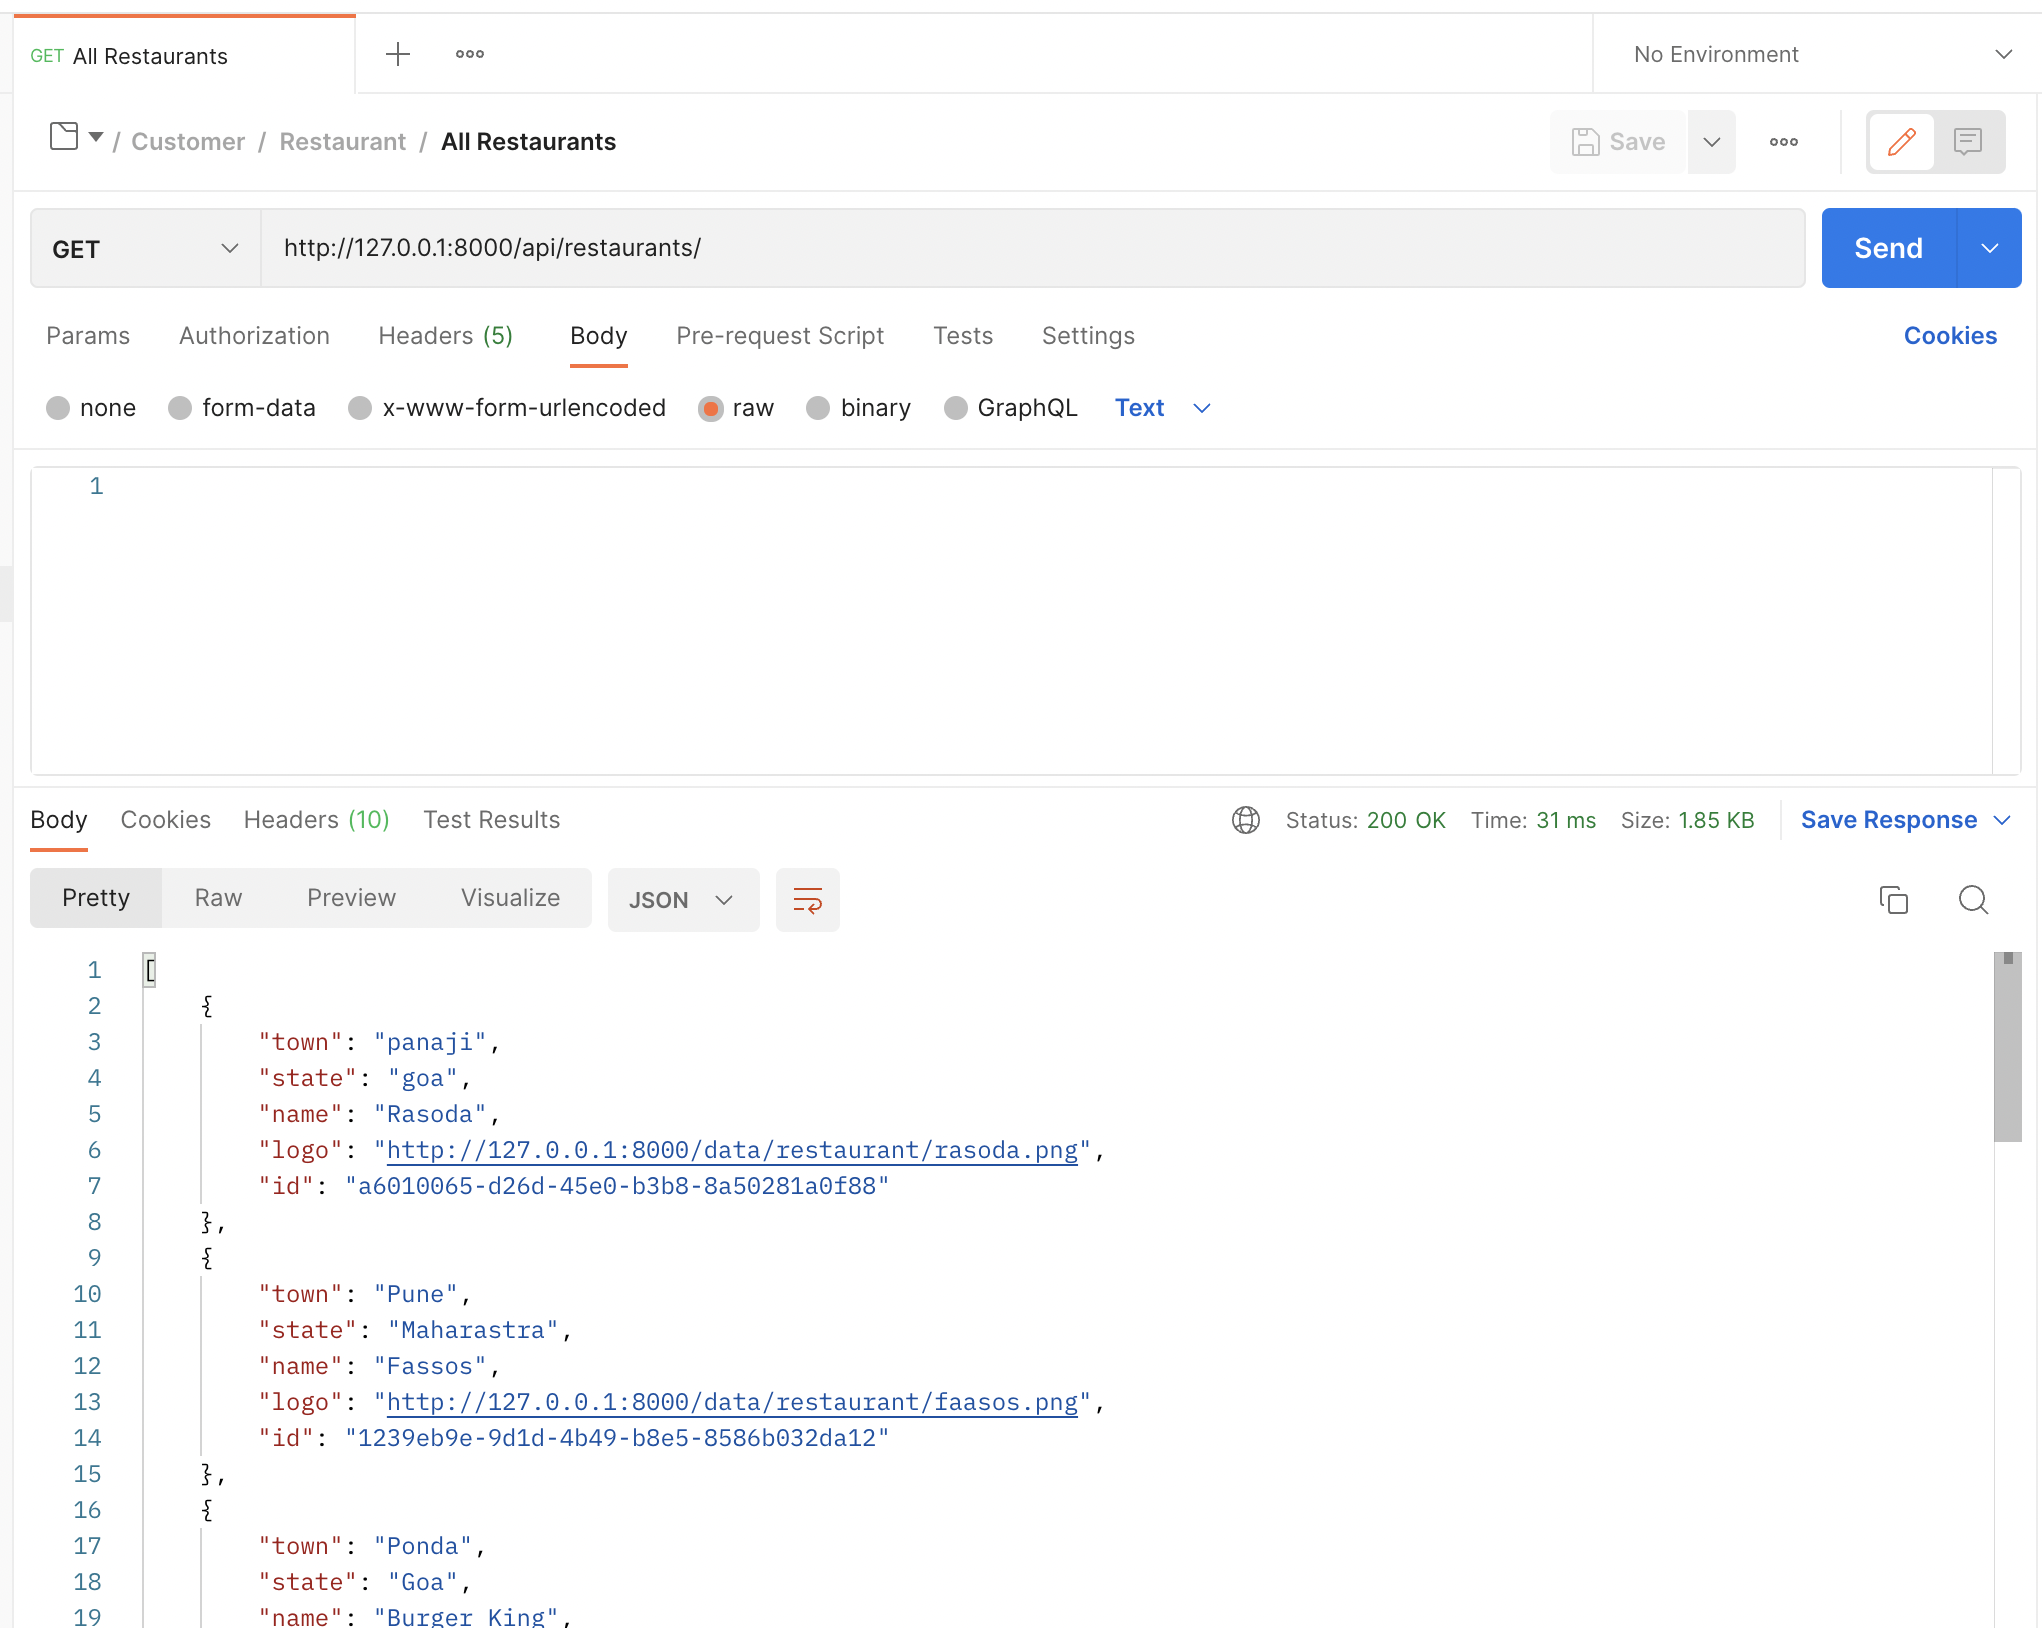 GET All Restaurants
No Environment
/ Customer / Restaurant / All Restaurants
Save
GET
http://127.0.0.1:8000/api/restaurants/
Send
Params Authorization Headers (5) Body Pre-request Script Tests Settings Cookies
none form-data x-www-form-urlencoded raw binary GraphQL Text
1
Body Cookies Headers (10) Test Results Status: 200 OK Time: 31 ms Size: 1.85 KB Save Response
Pretty Raw Preview Visualize JSON
1 [
2 {
3 "town": "panaji",
4 "state": "goa",
5 "name": "Rasoda",
6 "logo": "http://127.0.0.1:8000/data/restaurant/rasoda.png",
7 "id": "a6010065-d26d-45e0-b3b8-8a50281a0f88"
8 },
9 {
10 "town": "Pune",
11 "state": "Maharastra",
12 "name": "Fassos",
13 "logo": "http://127.0.0.1:8000/data/restaurant/faasos.png",
14 "id": "1239eb9e-9d1d-4b49-b8e5-8586b032da12"
15 },
16 {
17 "town": "Ponda",
18 "state": "Goa",
19 "name": "Burger King",